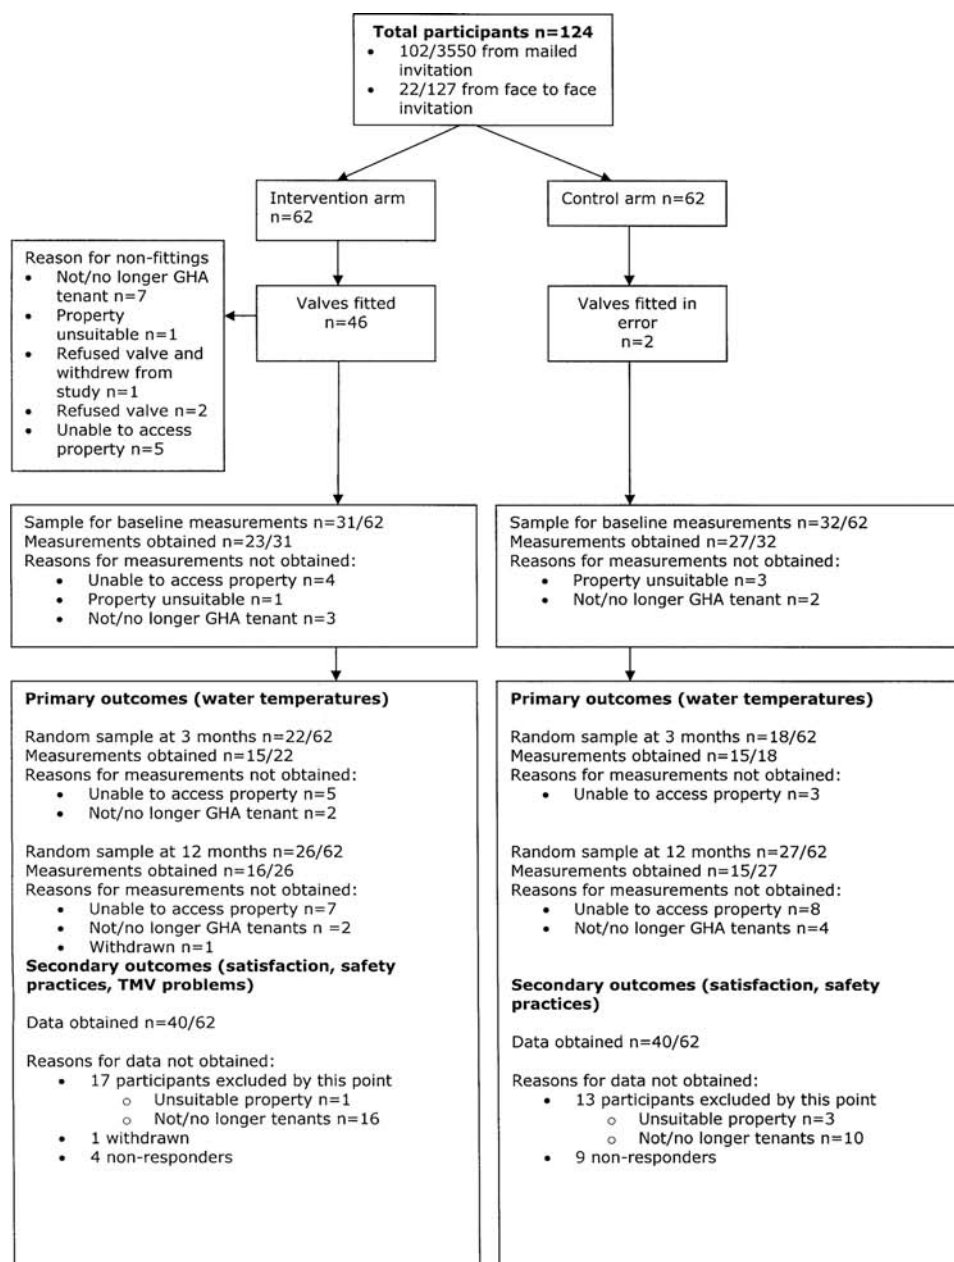 Total participants n=124
• 102/3550 from mailed
invitation
• 22/127 from face to face
invitation
Intervention arm
n=62
Control arm n=62
Reason for non-fittings
• Not/no longer GHA
tenant n=7
• Property
unsuitable n=1
• Refused valve and
withdrew from
study n=1
• Refused valve n=2
• Unable to access
property n=5
Valves fitted
n=46
Valves fitted in
error
n=2
Sample for baseline measurements n=31/62
Measurements obtained n=23/31
Reasons for measurements not obtained:
• Unable to access property n=4
• Property unsuitable n=1
• Not/no longer GHA tenant n=3
Sample for baseline measurements n=32/62
Measurements obtained n=27/32
Reasons for measurements not obtained:
• Property unsuitable n=3
• Not/no longer GHA tenant n=2
Primary outcomes (water temperatures)
Random sample at 3 months n=22/62
Measurements obtained n=15/22
Reasons for measurements not obtained:
• Unable to access property n=5
• Not/no longer GHA tenant n=2
Random sample at 12 months n=26/62
Measurements obtained n=16/26
Reasons for measurements not obtained:
• Unable to access property n=7
• Not/no longer GHA tenants n =2
• Withdrawn n=1
Secondary outcomes (satisfaction, safety
practices, TMV problems)
Data obtained n=40/62
Reasons for data not obtained:
• 17 participants excluded by this point
o Unsuitable property n=1
o Not/no longer tenants n=16
• 1 withdrawn
• 4 non-responders
Primary outcomes (water temperatures)
Random sample at 3 months n=18/62
Measurements obtained n=15/18
Reasons for measurements not obtained:
• Unable to access property n=3
Random sample at 12 months n=27/62
Measurements obtained n=15/27
Reasons for measurements not obtained:
• Unable to access property n=8
• Not/no longer GHA tenants n=4
Secondary outcomes (satisfaction, safety
practices)
Data obtained n=40/62
Reasons for data not obtained:
• 13 participants excluded by this point
o Unsuitable property n=3
o Not/no longer tenants n=10
• 9 non-responders